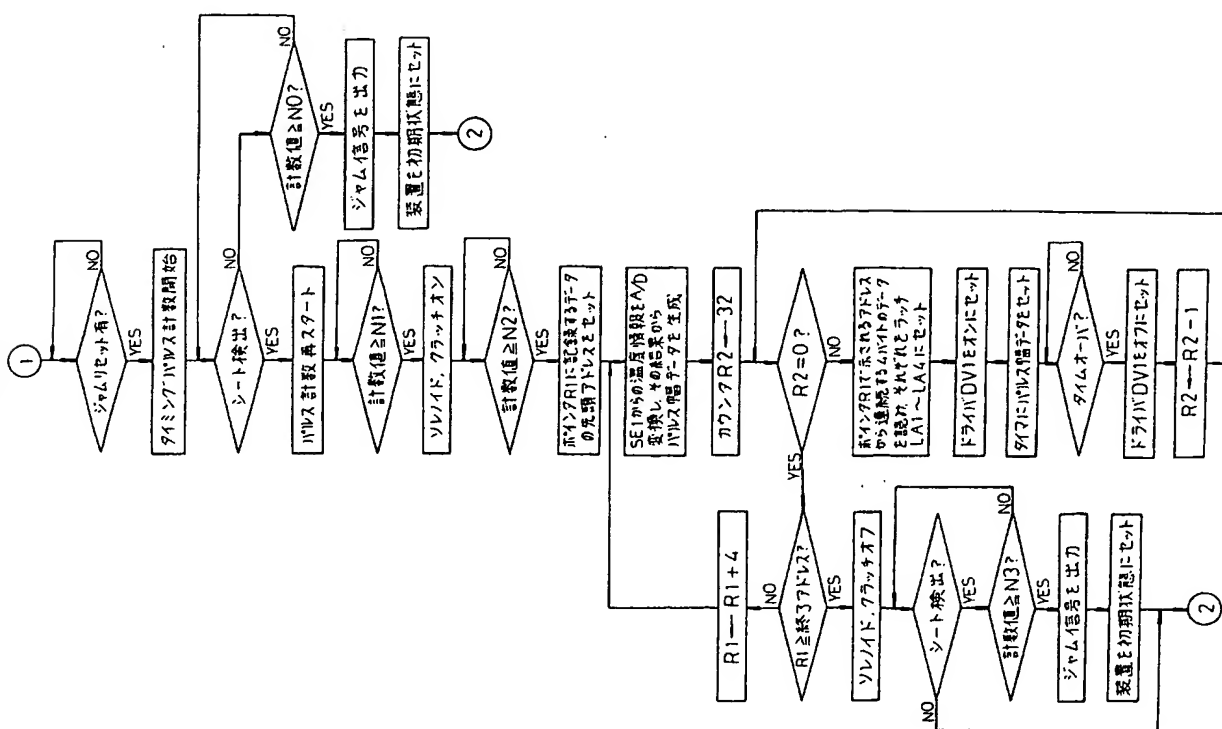 1
ジャムリセット有?
NO
YES
タイミングパルス計数開始
シート検出?
NO
YES
計数値≧N0?
NO
YES
ジャム信号を出力
装置を初期状態にセット
2
パルス計数再スタート
計数値≧N1?
NO
YES
ソレノイド、クラッチオン
計数値≧N2?
NO
YES
ポインタR1に記録するデータ
の先頭アドレスをセット
SE1からの温度情報をA/D
変換し、その結果から
パルス幅データを生成
カウンタR2←32
R2=0?
YES
NO
ポインタR1で示されるアドレス
から連続する4バイトのデータ
を読み、それぞれをラッチ
LA1〜LA4にセット
ドライバDV1をオンにセット
タイマにパルス幅データをセット
タイムオーバ?
NO
YES
ドライバDV1をオフにセット
R2←R2-1
R1←R1+4
NO
R1≧終了アドレス?
YES
ソレノイド、クラッチオフ
シート検出?
NO
YES
計数値≧N3?
NO
YES
ジャム信号を出力
装置を初期状態にセット
2